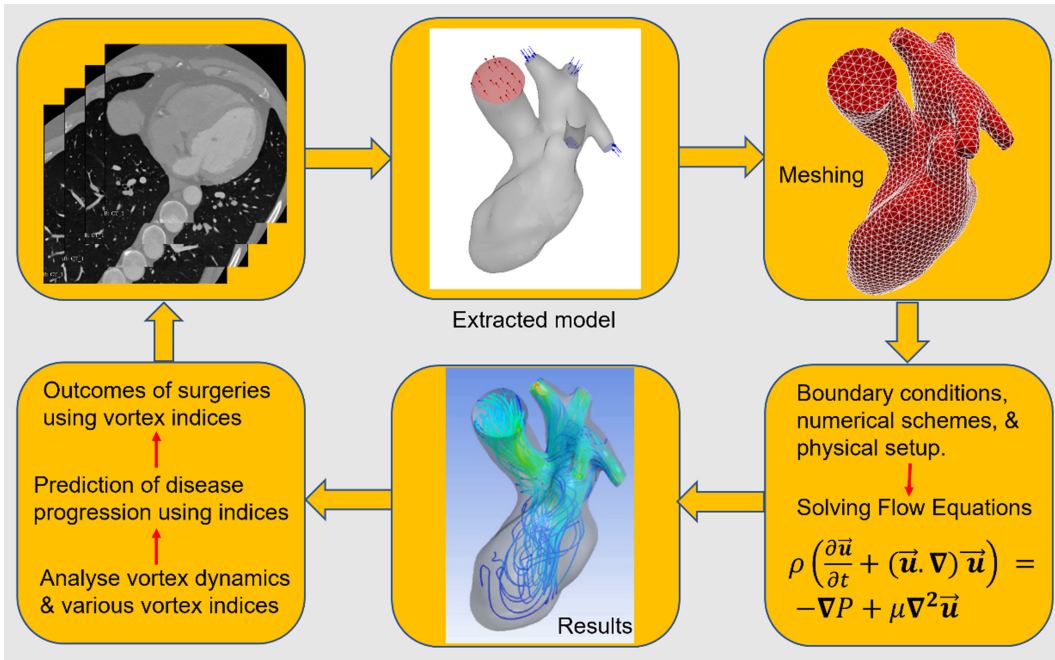 Extracted model
Meshing
Boundary conditions,
numerical schemes, &
physical setup.
Solving Flow Equations
ρ(∂u⃗/∂t + (u⃗.∇)u⃗) =
−∇P + μ∇²u⃗
Results
Outcomes of surgeries
using vortex indices
Prediction of disease
progression using indices
Analyse vortex dynamics
& various vortex indices